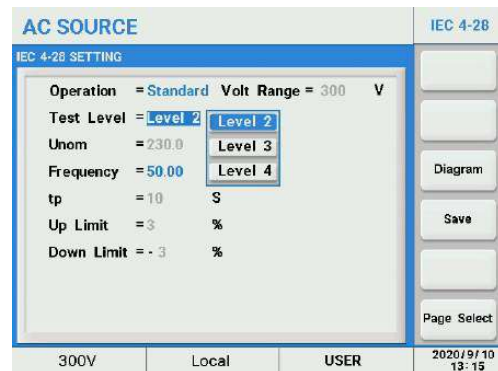 AC SOURCE
IEC 4-28
IEC 4-28 SETTING
Operation = Standard Volt Range = 300 V
Test Level = Level 2
Level 2
Level 3
Level 4
Unom = 230.0
Frequency = 50.00
tp = 10 S
Up Limit = 3 %
Down Limit = - 3 %
Diagram
Save
Page Select
300V
Local
USER
2020/9/10
13:15